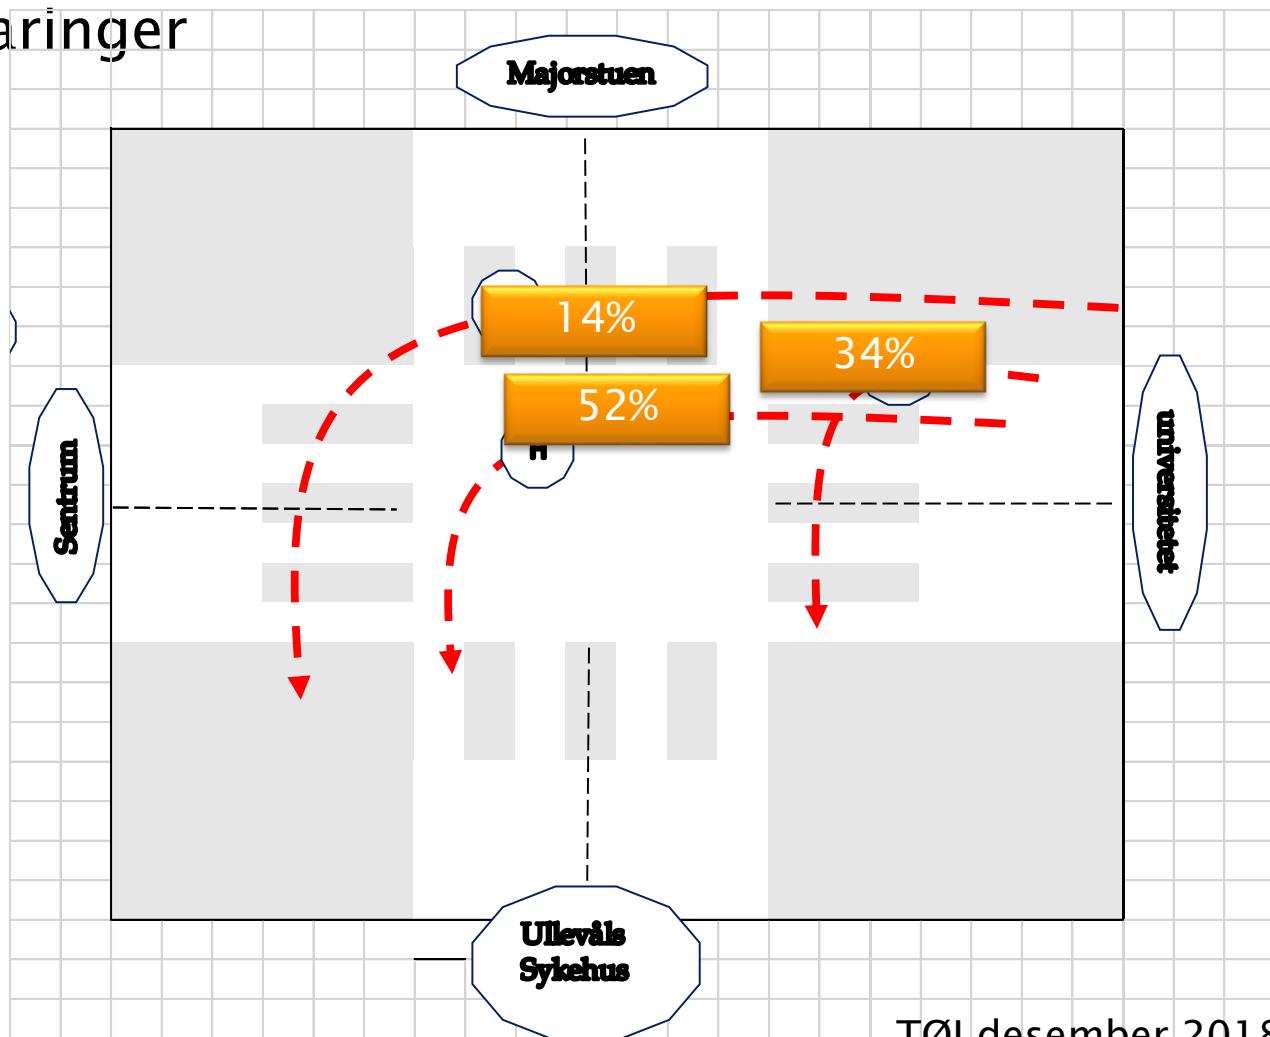 aringer
Majorstuen
14%
34%
52%
H
Sentrum
universitetet
Ullevåls
Sykehus
TØI desember 2018